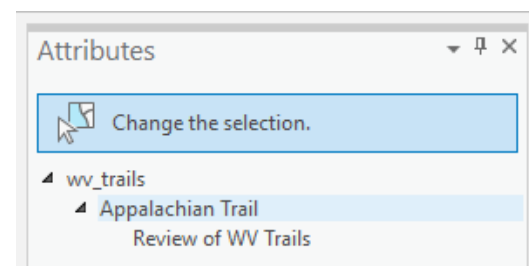 Attributes
Change the selection.
wv_trails
Appalachian Trail
Review of WV Trails